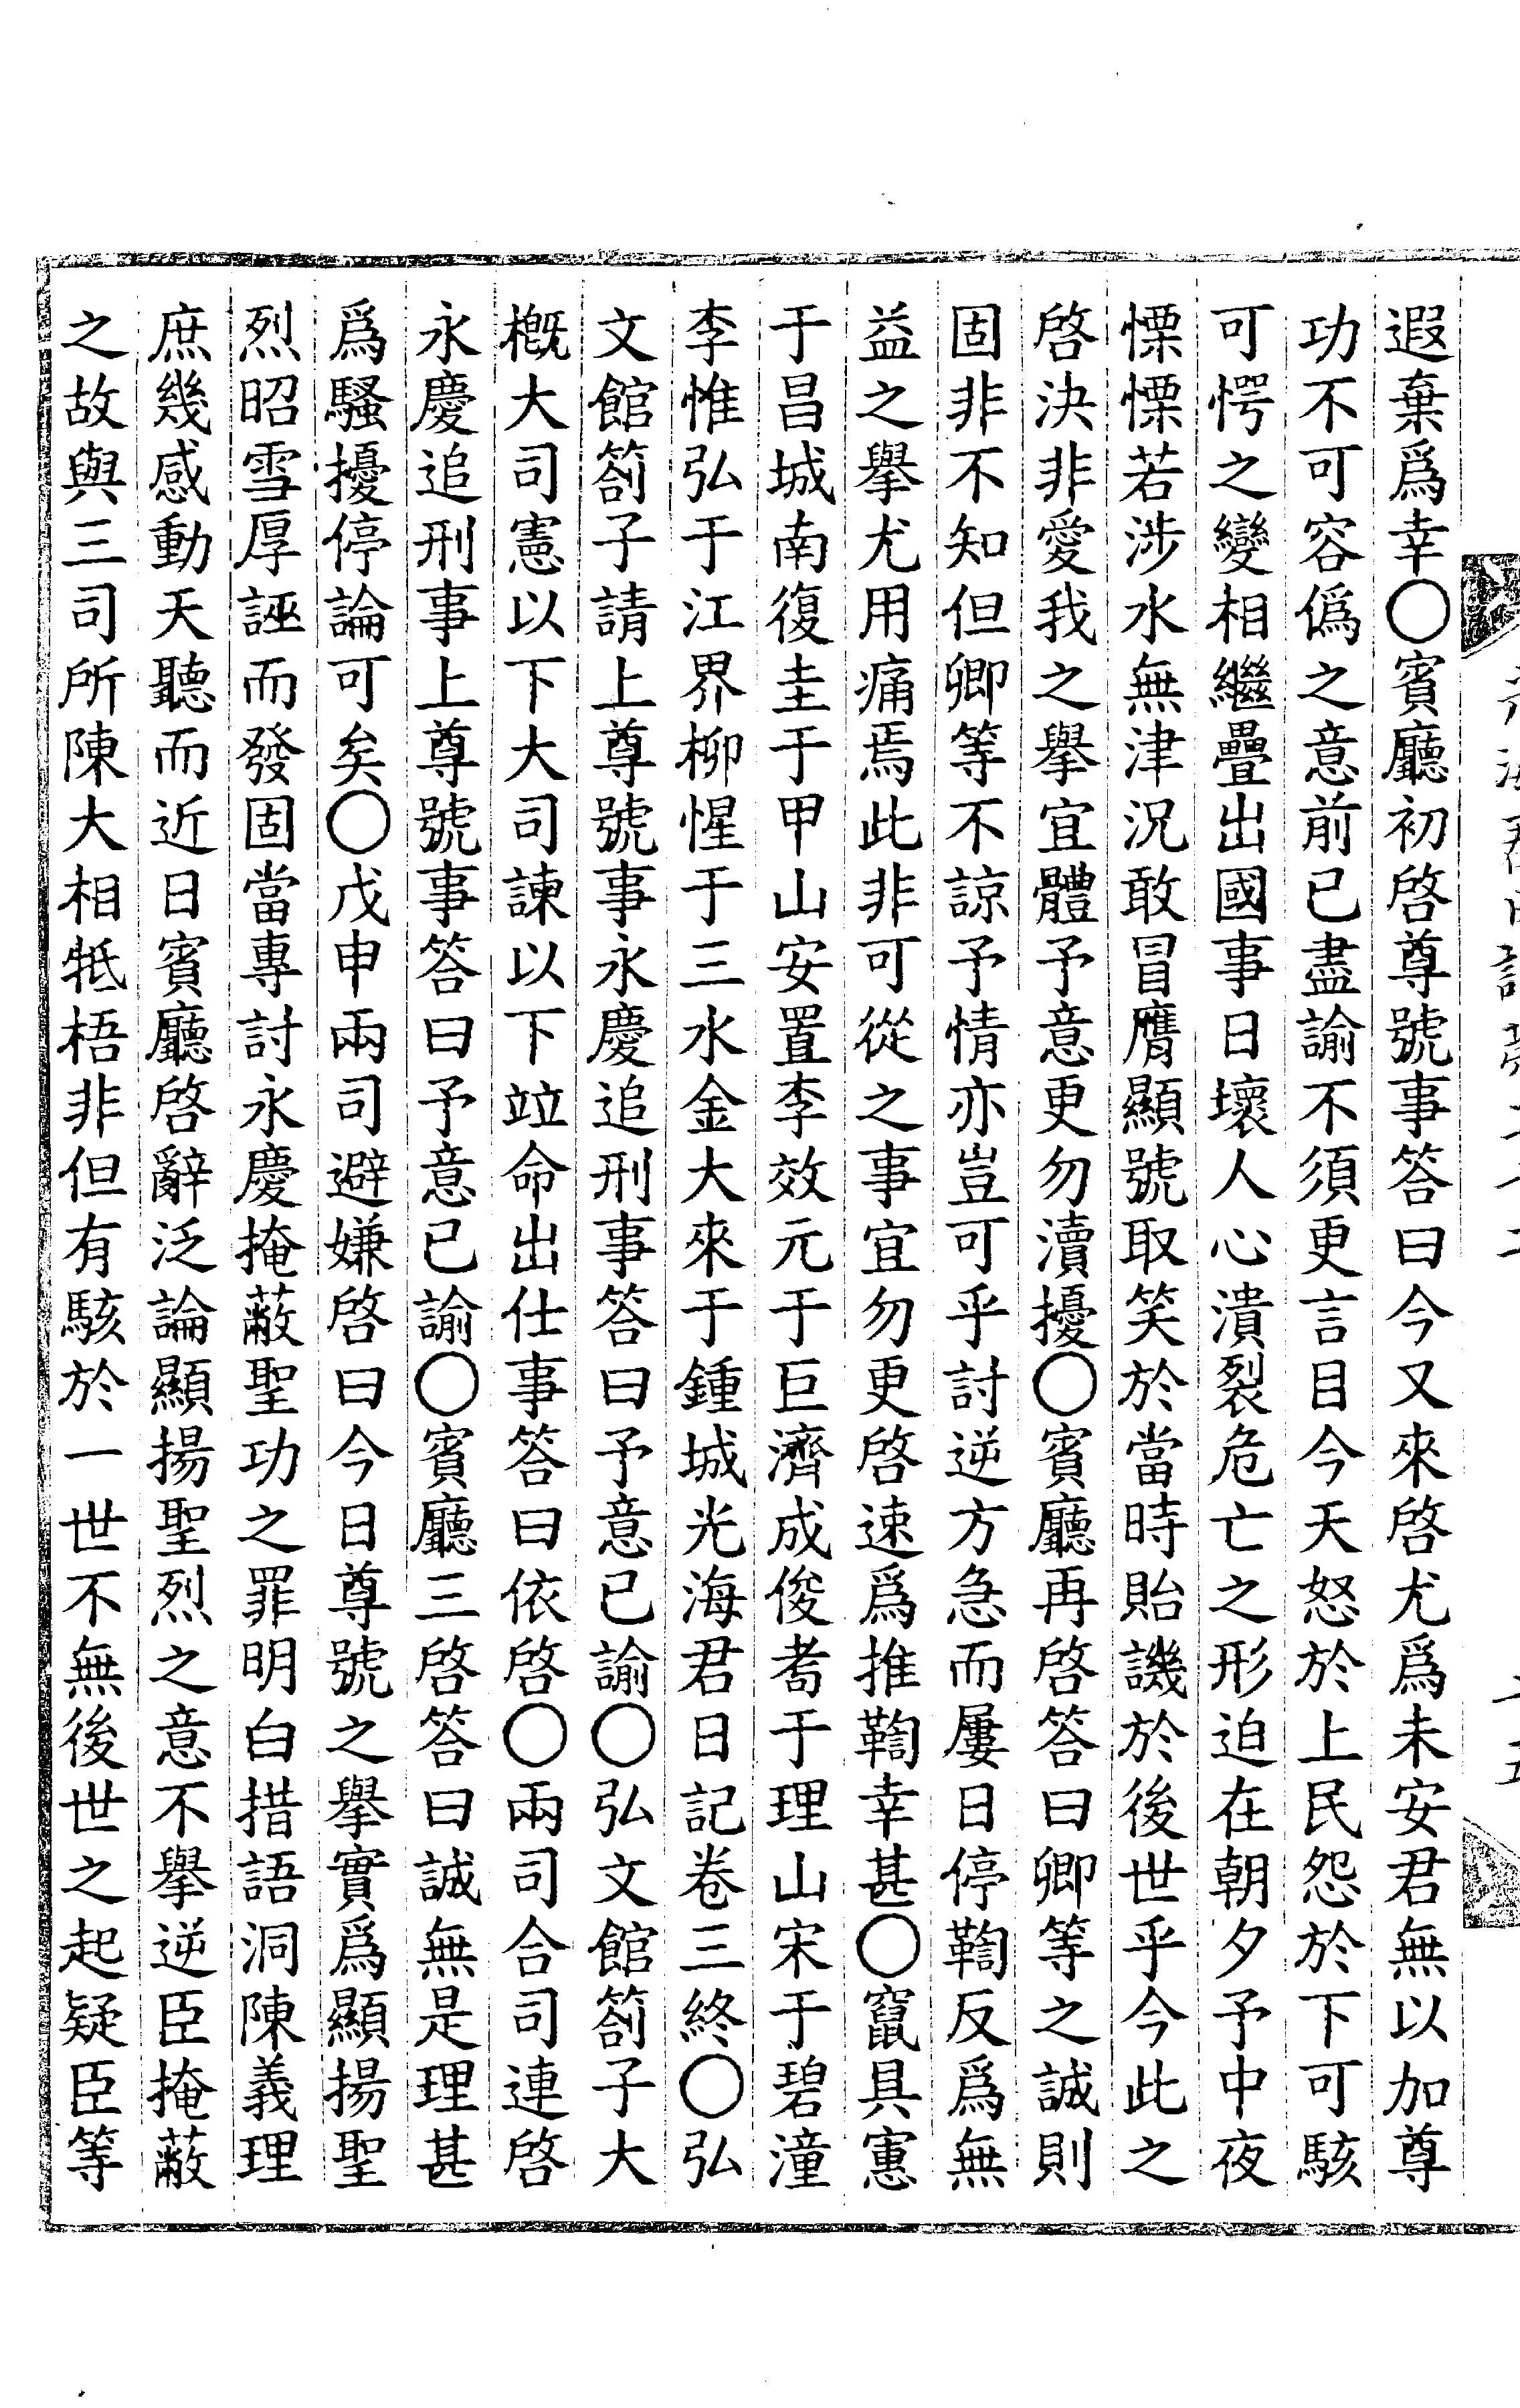 遐棄爲幸○賓廳初啓尊號事答曰今又來啓尤爲未安君無以加尊
功不可容僞之意前已盡諭不須更言目今天怒於上民怨於下可駭
可愕之變相繼疊出國事日壞人心潰裂危亡之形迫在朝夕予中夜
慄慄若涉水無津況敢冒膺顯號取笑於當時貽譏於後世乎今此之
啓決非愛我之擧宜體予意更勿瀆擾○賓廳再啓答曰卿等之誠則
固非不知但卿等不諒予情亦豈可乎討逆方急而屢日停鞫反爲無
益之擧尤用痛焉此非可從之事宜勿更啓速爲推鞫幸甚○竄具寭
于昌城南復圭于甲山安置李效元于巨濟成俊耉于理山宋于碧潼
李惟弘于江界柳惺于三水金大來于鍾城光海君日記卷三終○弘
文館箚子請上尊號事永慶追刑事答曰予意已諭○弘文館箚子大
槪大司憲以下大司諫以下竝命出仕事答曰依啓○兩司合司連啓
永慶追刑事上尊號事答曰予意已諭○賓廳三啓答曰誠無是理甚
爲騷擾停論可矣○戊申兩司避嫌啓曰今日尊號之擧實爲顯揚聖
烈昭雪厚誣而發固當專討永慶掩蔽聖功之罪明白措語洞陳義理
庶幾感動天聽而近日賓廳啓辭泛論顯揚聖烈之意不擧逆臣掩蔽
之故與三司所陳大相牴梧非但有駭於一世不無後世之起疑臣等